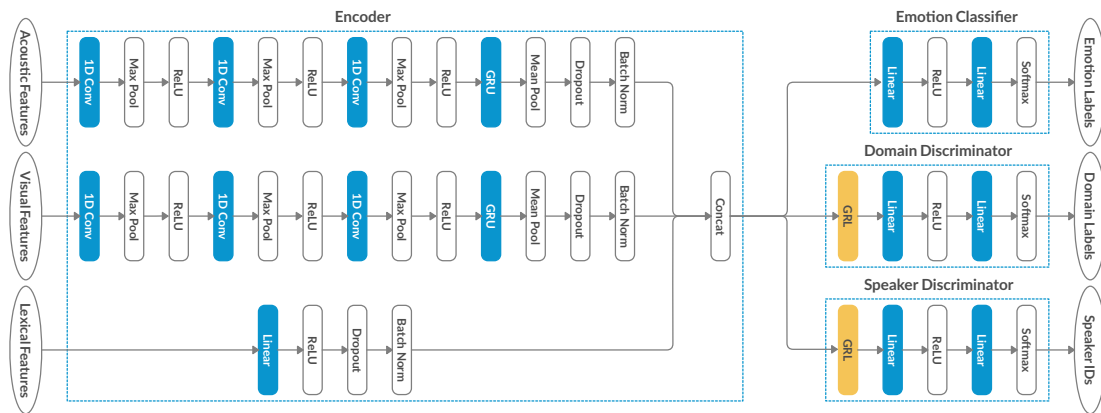 Encoder
Emotion Classifier
Acoustic Features
1D Conv
Max Pool
ReLU
1D Conv
Max Pool
ReLU
1D Conv
Max Pool
ReLU
GRU
Mean Pool
Dropout
Batch Norm
Linear
ReLU
Linear
Softmax
Emotion Labels
Domain Discriminator
Visual Features
1D Conv
Max Pool
ReLU
1D Conv
Max Pool
ReLU
1D Conv
Max Pool
ReLU
GRU
Mean Pool
Dropout
Batch Norm
Concat
GRL
Linear
ReLU
Linear
Softmax
Domain Labels
Speaker Discriminator
Lexical Features
Linear
ReLU
Dropout
Batch Norm
GRL
Linear
ReLU
Linear
Softmax
Speaker IDs